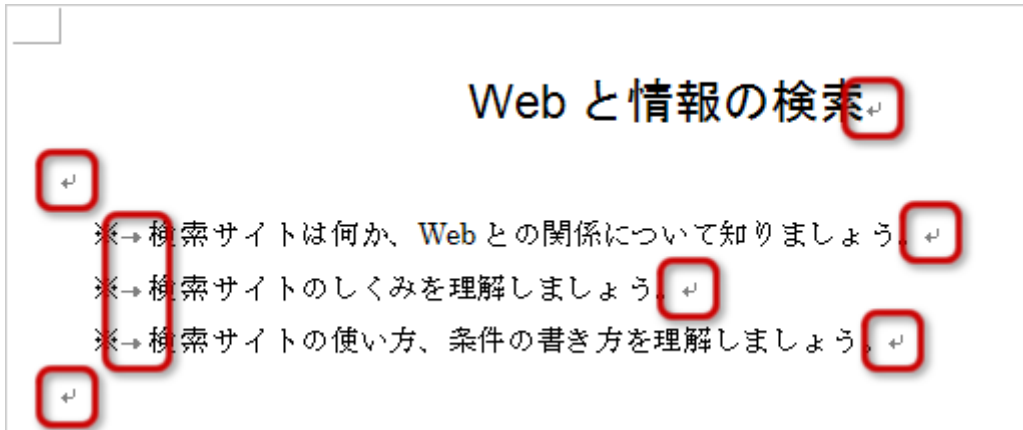 Web と情報の検索↵
↵
※→検索サイトは何か、Web との関係について知りましょう。↵
※→検索サイトのしくみを理解しましょう。↵
※→検索サイトの使い方、条件の書き方を理解しましょう。↵
↵